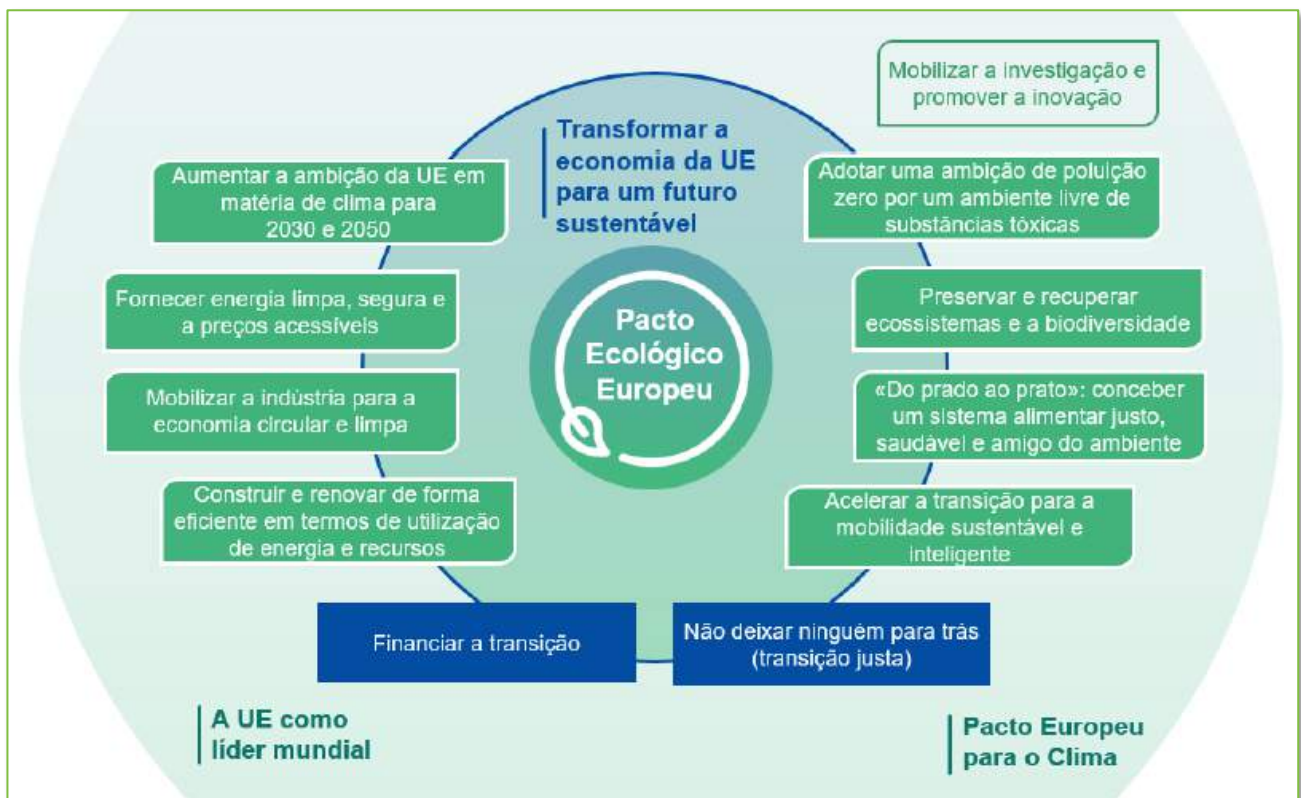 Mobilizar a investigação e
promover a inovação
Transformar a
economia da UE
para um futuro
sustentável
Aumentar a ambição da UE em
matéria de clima para
2030 e 2050
Adotar uma ambição de poluição
zero por um ambiente livre de
substâncias tóxicas
Fornecer energia limpa, segura e
a preços acessíveis
Preservar e recuperar
ecossistemas e a biodiversidade
Pacto
Ecológico
Europeu
Mobilizar a indústria para a
economia circular e limpa
«Do prado ao prato»: conceber
um sistema alimentar justo,
saudável e amigo do ambiente
Construir e renovar de forma
eficiente em termos de utilização
de energia e recursos
Acelerar a transição para a
mobilidade sustentável e
inteligente
Financiar a transição
Não deixar ninguém para trás
(transição justa)
A UE como
líder mundial
Pacto Europeu
para o Clima